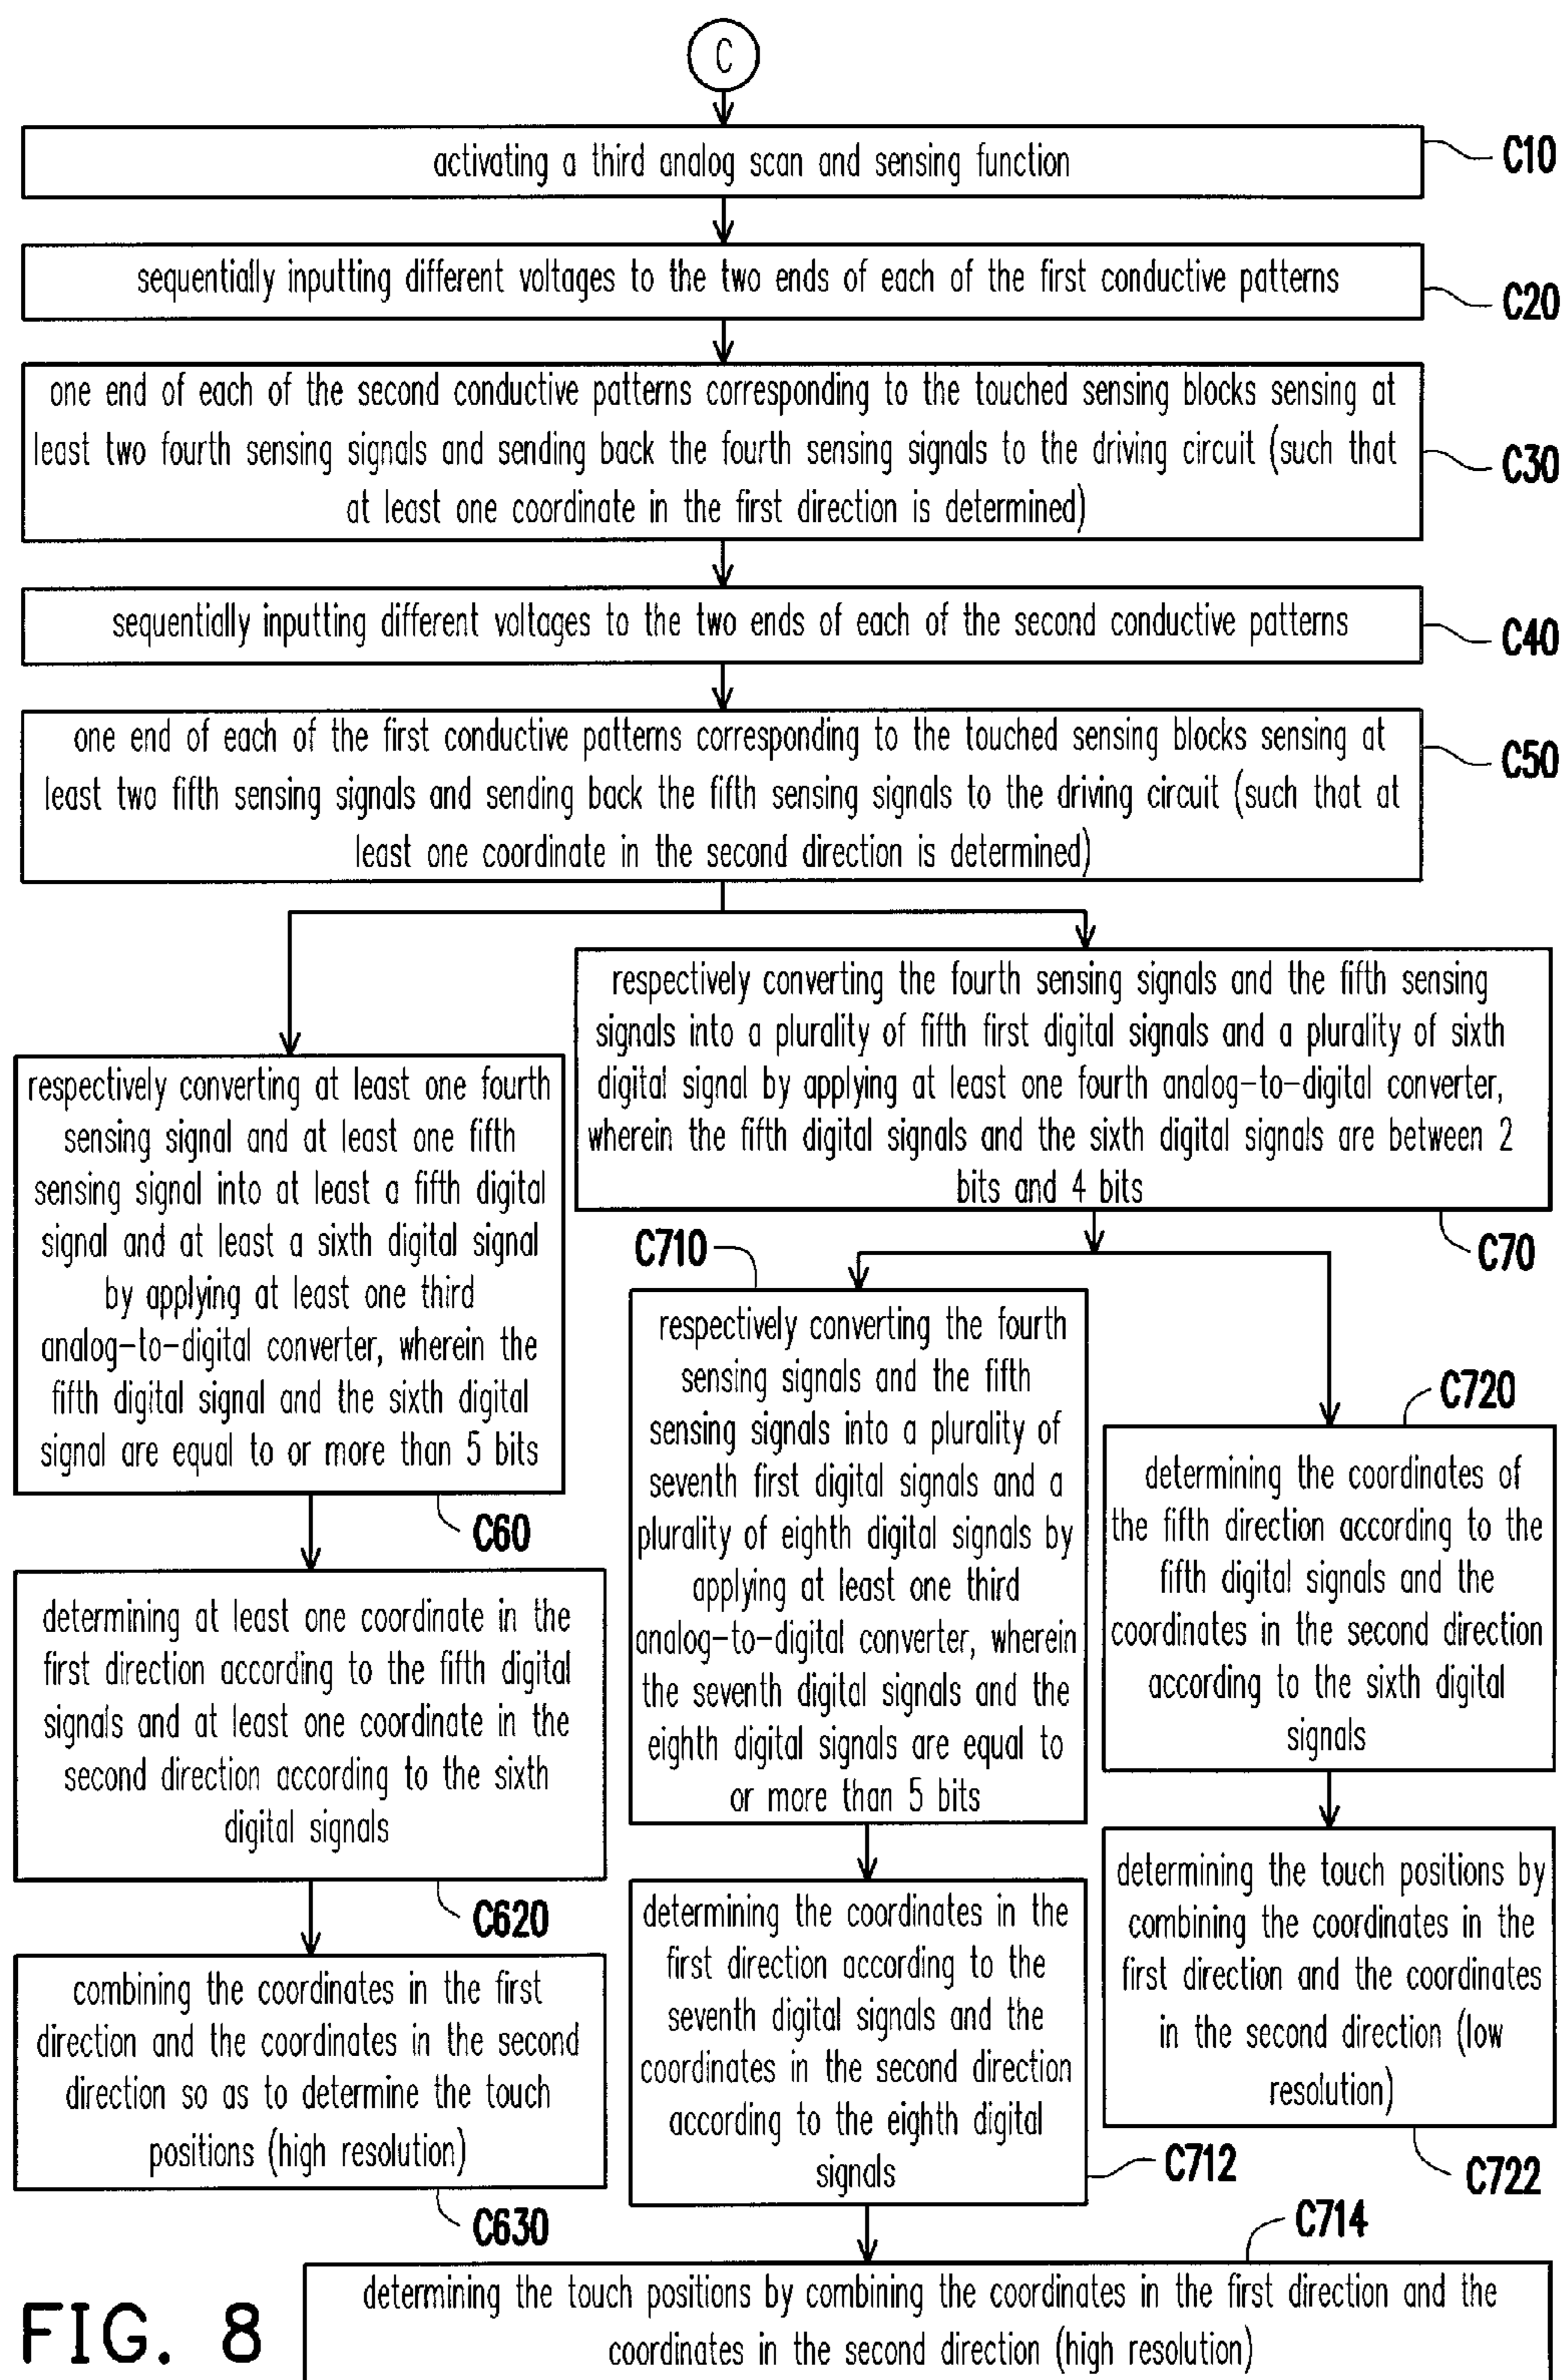 C
activating a third analog scan and sensing function
C10
sequentially inputting different voltages to the two ends of each of the first conductive patterns
C20
one end of each of the second conductive patterns corresponding to the touched sensing blocks sensing at
least two fourth sensing signals and sending back the fourth sensing signals to the driving circuit (such that
at least one coordinate in the first direction is determined)
C30
sequentially inputting different voltages to the two ends of each of the second conductive patterns
C40
one end of each of the first conductive patterns corresponding to the touched sensing blocks sensing at
least two fifth sensing signals and sending back the fifth sensing signals to the driving circuit (such that at
least one coordinate in the second direction is determined)
C50
respectively converting at least one fourth
sensing signal and at least one fifth
sensing signal into at least a fifth digital
signal and at least a sixth digital signal
by applying at least one third
analog-to-digital converter, wherein the
fifth digital signal and the sixth digital
signal are equal to or more than 5 bits
C60
determining at least one coordinate in the
first direction according to the fifth digital
signals and at least one coordinate in the
second direction according to the sixth
digital signals
C620
combining the coordinates in the first
direction and the coordinates in the second
direction so as to determine the touch
positions (high resolution)
C630
respectively converting the fourth sensing signals and the fifth sensing
signals into a plurality of fifth first digital signals and a plurality of sixth
digital signal by applying at least one fourth analog-to-digital converter,
wherein the fifth digital signals and the sixth digital signals are between 2
bits and 4 bits
C70
C710
respectively converting the fourth
sensing signals and the fifth
sensing signals into a plurality of
seventh first digital signals and a
plurality of eighth digital signals by
applying at least one third
analog-to-digital converter, wherein
the seventh digital signals and the
eighth digital signals are equal to
or more than 5 bits
determining the coordinates in the
first direction according to the
seventh digital signals and the
coordinates in the second direction
according to the eighth digital
signals
C712
C720
determining the coordinates of
the fifth direction according to the
fifth digital signals and the
coordinates in the second direction
according to the sixth digital
signals
determining the touch positions by
combining the coordinates in the
first direction and the coordinates
in the second direction (low
resolution)
C722
C714
determining the touch positions by combining the coordinates in the first direction and the
coordinates in the second direction (high resolution)
FIG. 8